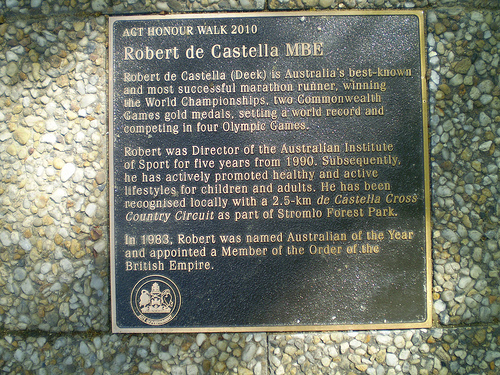 ACT HONOUR WALK 2010
Robert de Castella MBE
Robert de Castella (Deek) is Australia's best-known
and most successful marathon runner, winning
the World Championships, two Commonwealth
Games gold medals, setting a world record and
competing in four Olympic Games.
Robert was Director of the Australian Institute
of Sport for five years from 1990. Subsequently,
he has actively promoted healthy and active
lifestyles for children and adults. He has been
recognised locally with a 2.5-km de Castella Cross
Country Circuit as part of Stromlo Forest Park.
In 1983, Robert was named Australian of the Year
and appointed a Member of the Order of the
British Empire.